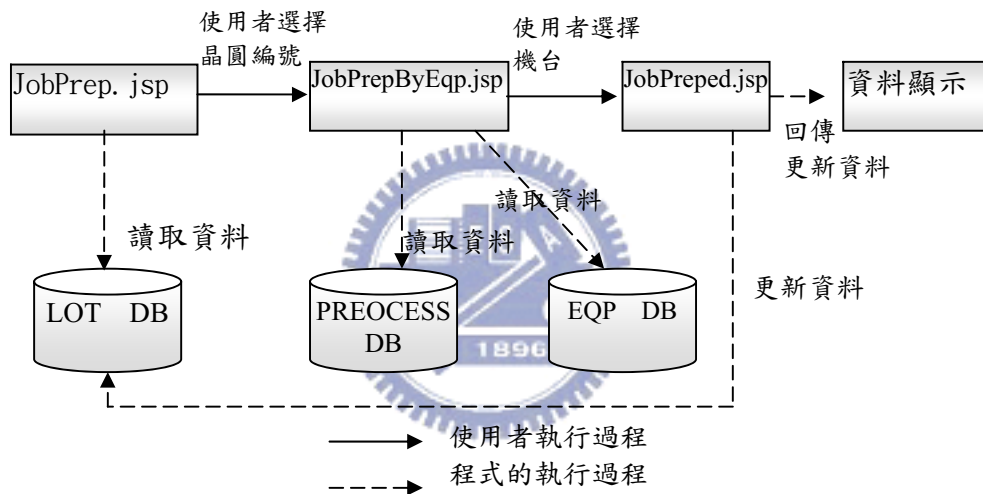 使用者選擇
晶圓編號
使用者選擇
機台
JobPrep. jsp
JobPrepByEqp.jsp
JobPreped.jsp
資料顯示
回傳
更新資料
讀取資料
讀取資料
讀取資料
更新資料
LOT DB
PREOCESS
DB
EQP DB
1896
使用者執行過程
程式的執行過程